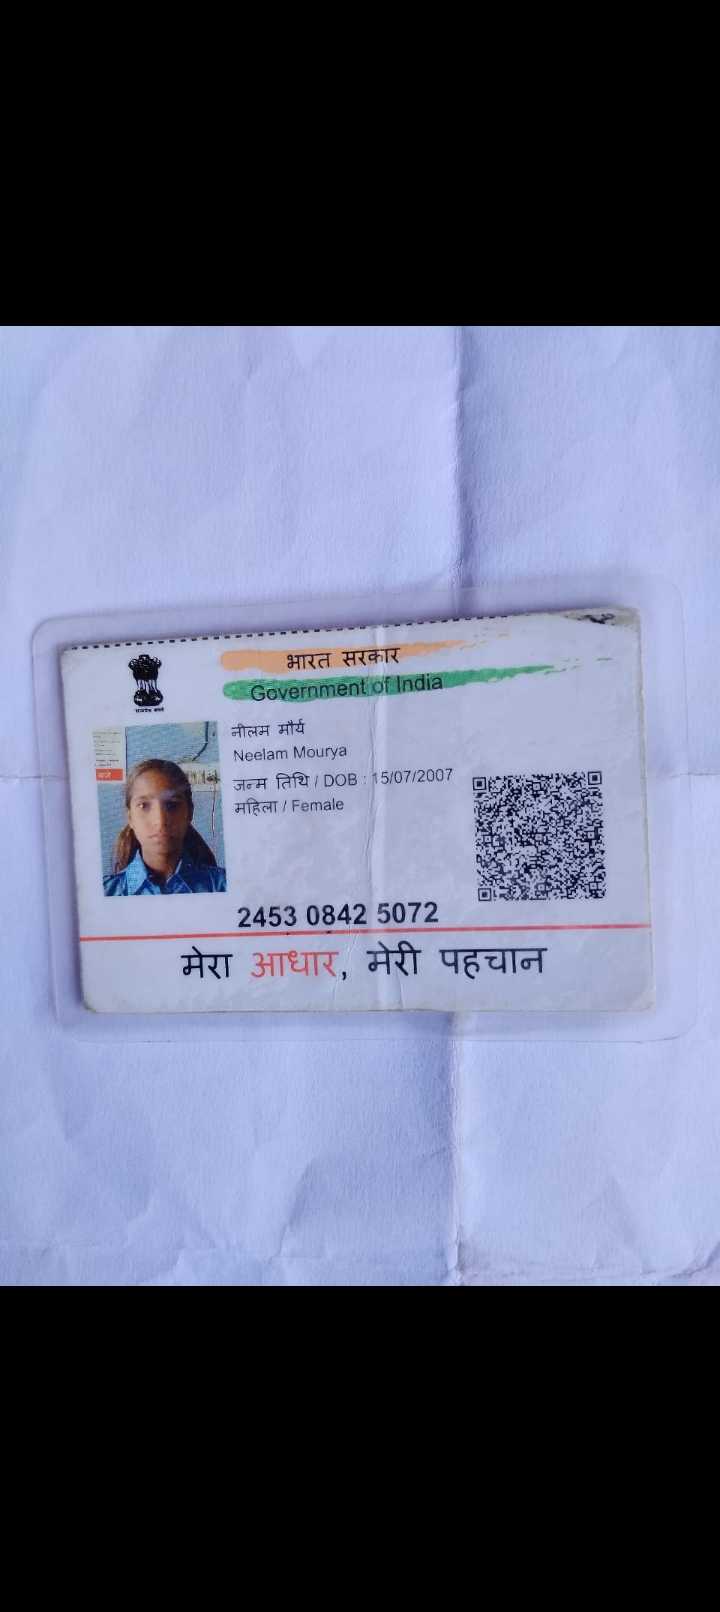 भारत सरकार
Government of India
नीलम मौर्य
Neelam Mourya
जन्म तिथि / DOB : 15/07/2007
महिला / Female
2453 0842 5072
मेरा आधार, मेरी पहचान